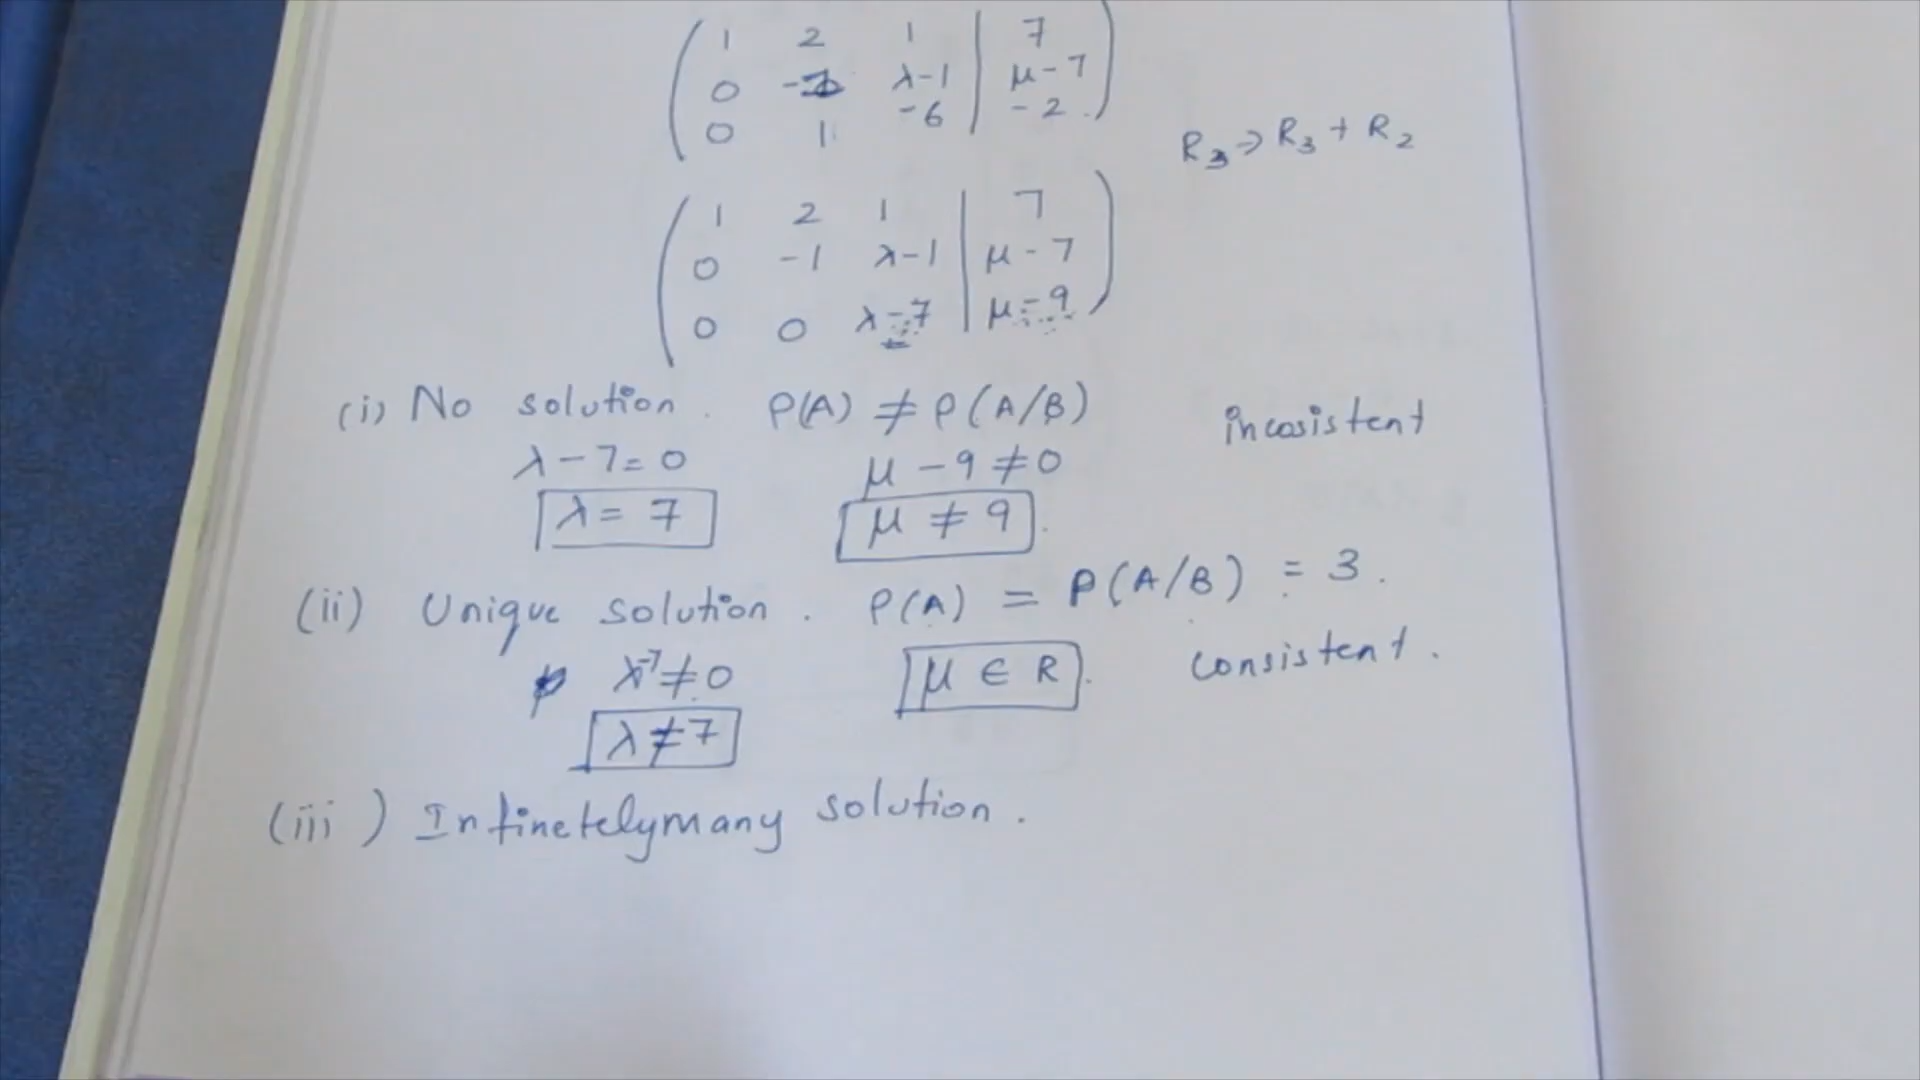 1 2 1 | 7
0 λ-1 | μ-7
0 1 -6 | -2
R3 → R3 + R2
1 2 1 | 7
0 -1 λ-1 | μ-7
0 0 λ-7 | μ-9
(i) No solution. P(A) ≠ P(A/B) incosistent
λ-7=0 μ-9≠0
λ=7 μ≠9.
(ii) Unique solution. P(A) = P(A/B) = 3.
λ-7≠0 μ∈R. consistent.
λ≠7
(iii) Infinetelymany solution.